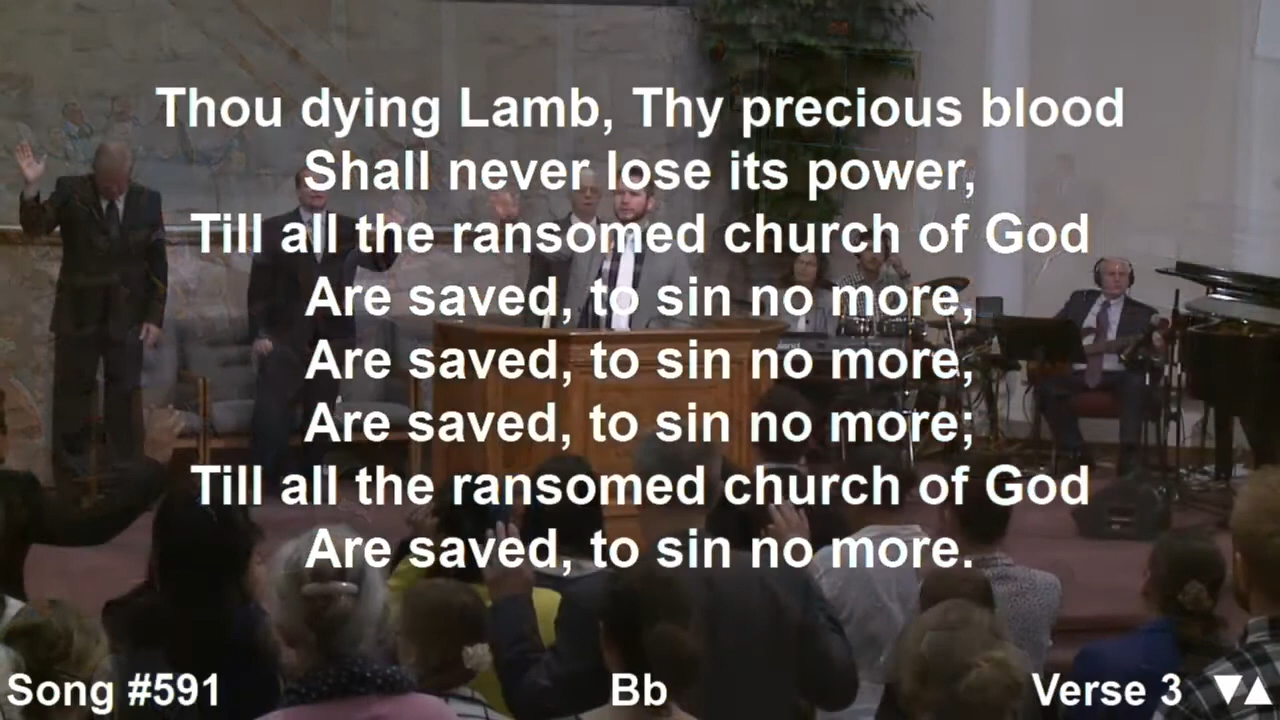 Thou dying Lamb, Thy precious blood
Shall never lose its power,
Till all the ransomed church of God
Are saved, to sin no more,
Are saved, to sin no more,
Are saved, to sin no more;
Till all the ransomed church of God
Are saved, to sin no more.
Song #591
Bb
Verse 3 ▼▲